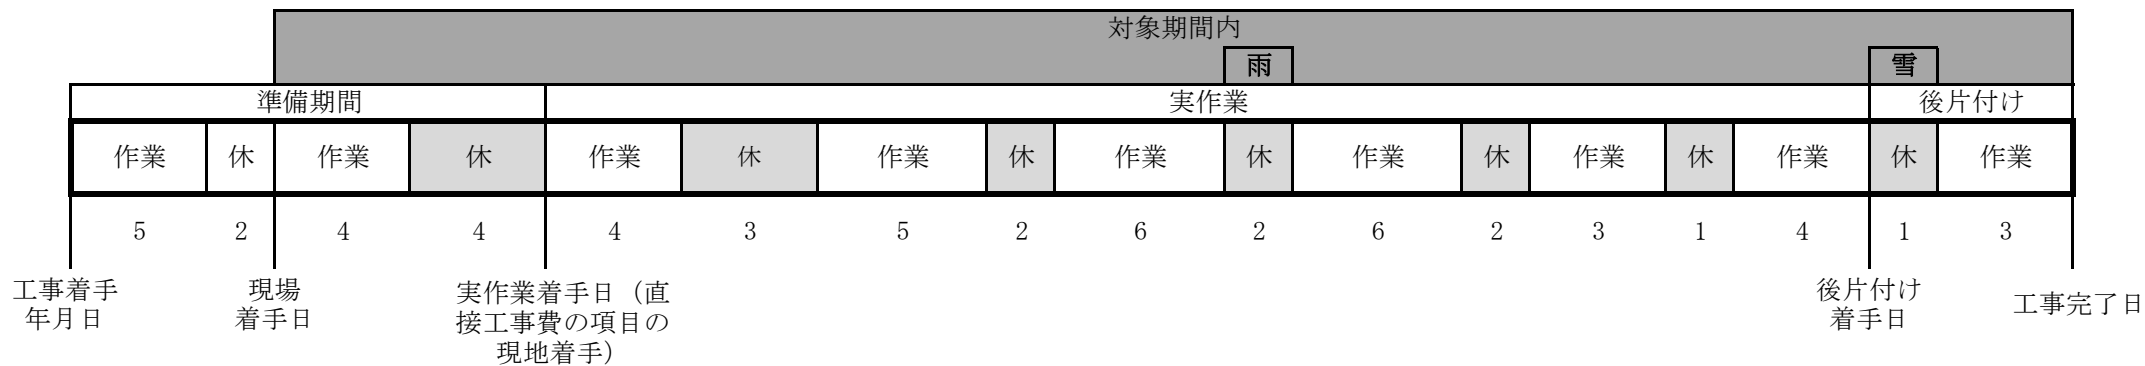 対象期間内
雨
雪
準備期間
実作業
後片付け
作業 休 作業 休 作業 休 作業 休 作業 休 作業 休 作業 休 作業 休 作業
5 2 4 4 4 3 5 2 6 2 6 2 3 1 4 1 3
工事着手
年月日
現場
着手日
実作業着手日（直
接工事費の項目の
現地着手）
後片付け
着手日
工事完了日